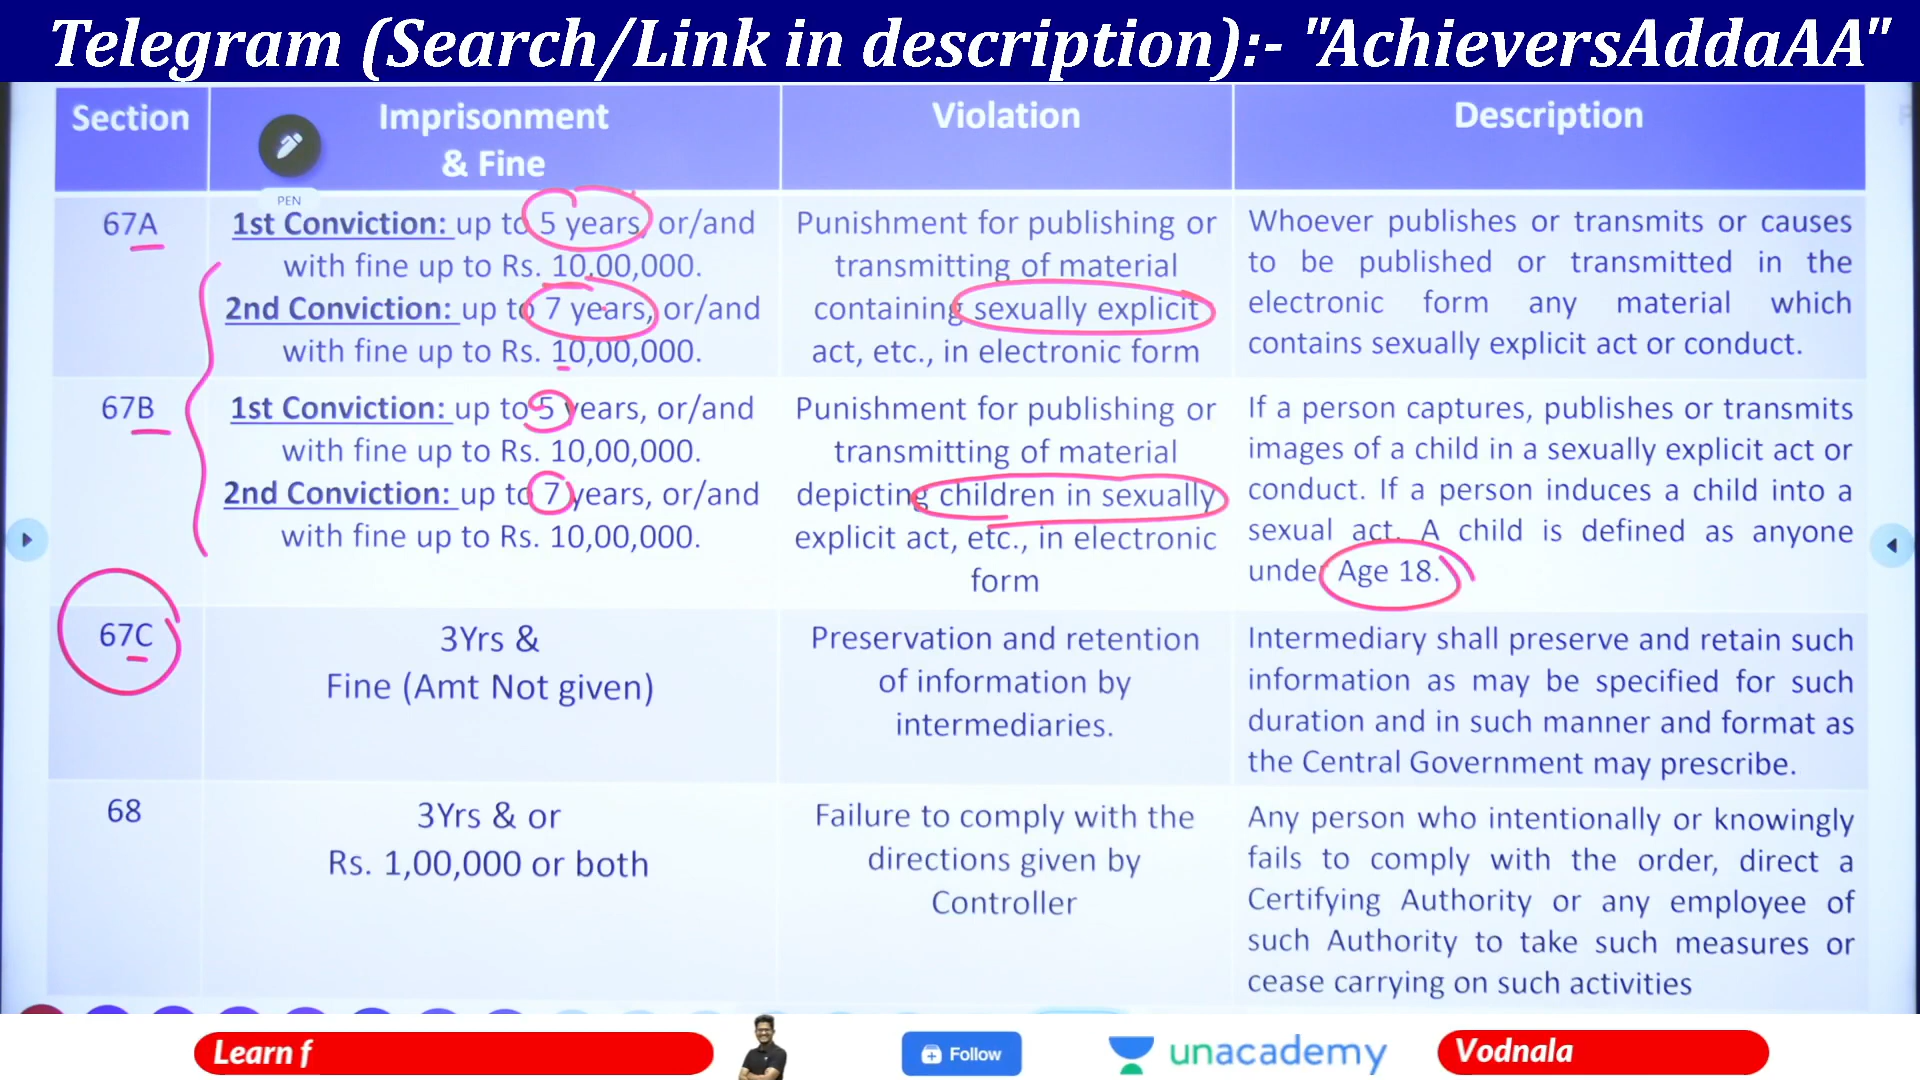 Telegram (Search/Link in description):- "AchieversAddaAA"
Section
Imprisonment
& Fine
Violation
Description
PEN
67A
1st Conviction: up to 5 years, or/and
with fine up to Rs. 10,00,000.
2nd Conviction: up to 7 years, or/and
with fine up to Rs. 10,00,000.
Punishment for publishing or
transmitting of material
containing sexually explicit
act, etc., in electronic form
Whoever publishes or transmits or causes
to be published or transmitted in the
electronic form any material which
contains sexually explicit act or conduct.
67B
1st Conviction: up to 5 years, or/and
with fine up to Rs. 10,00,000.
2nd Conviction: up to 7 years, or/and
with fine up to Rs. 10,00,000.
Punishment for publishing or
transmitting of material
depicting children in sexually
explicit act, etc., in electronic
form
If a person captures, publishes or transmits
images of a child in a sexually explicit act or
conduct. If a person induces a child into a
sexual act. A child is defined as anyone
under Age 18.
67C
3Yrs &
Fine (Amt Not given)
Preservation and retention
of information by
intermediaries.
Intermediary shall preserve and retain such
information as may be specified for such
duration and in such manner and format as
the Central Government may prescribe.
68
3Yrs & or
Rs. 1,00,000 or both
Failure to comply with the
directions given by
Controller
Any person who intentionally or knowingly
fails to comply with the order, direct a
Certifying Authority or any employee of
such Authority to take such measures or
cease carrying on such activities
Learn f
Follow
unacademy
Vodnala